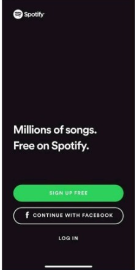 Spotify
Millions of songs.
Free on Spotify.
SIGN UP FREE
CONTINUE WITH FACEBOOK
LOG IN